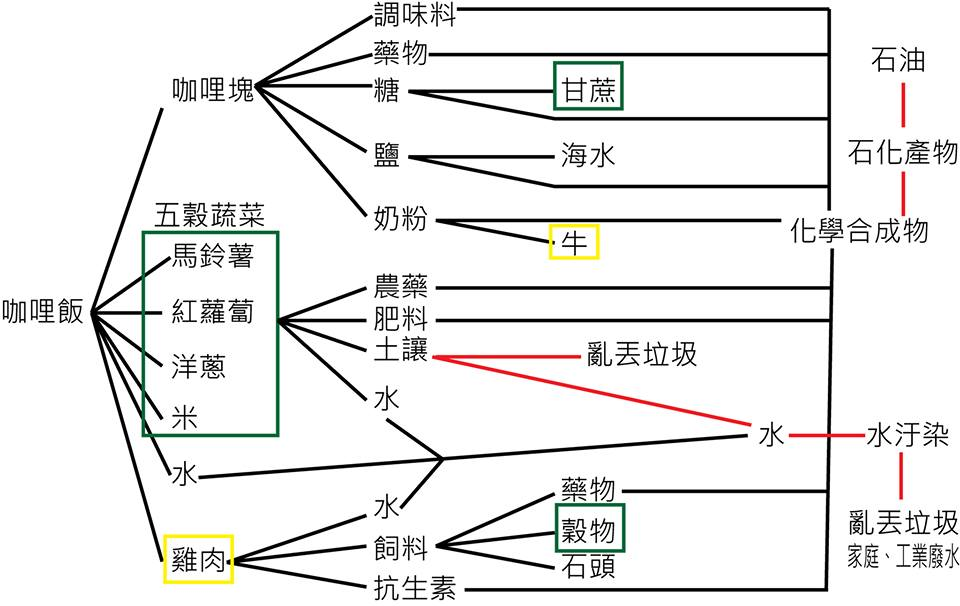 調味料
藥物
咖哩塊
糖
甘蔗
鹽
海水
奶粉
牛
石油
石化產物
化學合成物
五穀蔬菜
馬鈴薯
咖哩飯
紅蘿蔔
洋蔥
米
水
農藥
肥料
土讓
亂丟垃圾
水
水
水汙染
亂丟垃圾
家庭、工業廢水
雞肉
水
飼料
抗生素
藥物
穀物
石頭